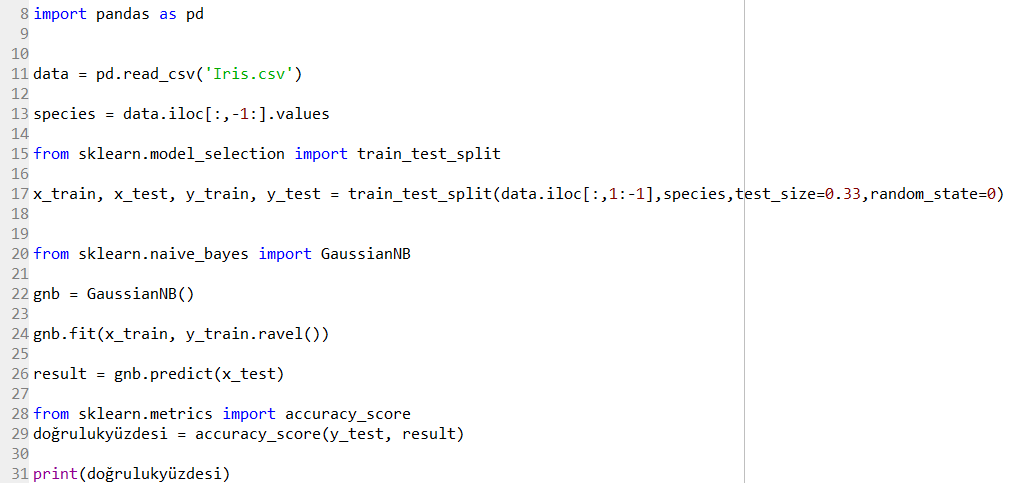 8 import pandas as pd
9
10
11 data = pd.read_csv('Iris.csv')
12
13 species = data.iloc[:,-1:].values
14
15 from sklearn.model_selection import train_test_split
16
17 x_train, x_test, y_train, y_test = train_test_split(data.iloc[:,1:-1],species,test_size=0.33,random_state=0)
18
19
20 from sklearn.naive_bayes import GaussianNB
21
22 gnb = GaussianNB()
23
24 gnb.fit(x_train, y_train.ravel())
25
26 result = gnb.predict(x_test)
27
28 from sklearn.metrics import accuracy_score
29 doğrulukyüzdesi = accuracy_score(y_test, result)
30
31 print(doğrulukyüzdesi)